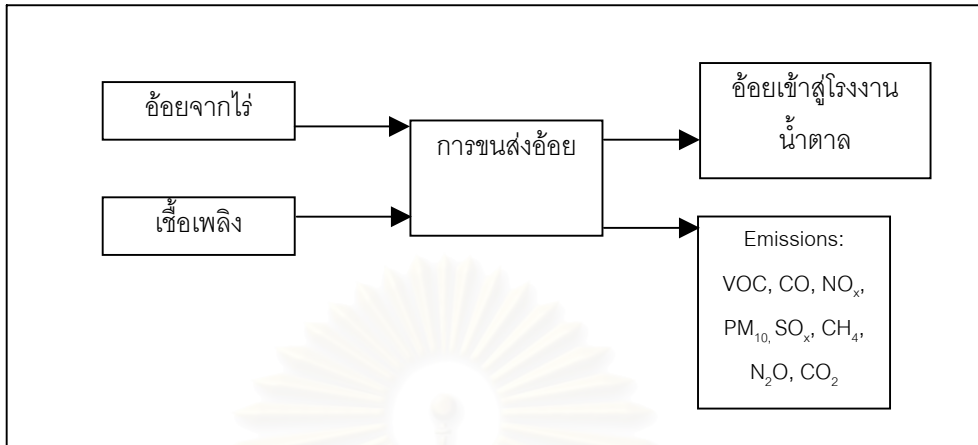 อ้อยจากไร่
เชื้อเพลิง
การขนส่งอ้อย
อ้อยเข้าสู่โรงงาน
น้ำตาล
Emissions:
VOC, CO, NOₓ,
PM₁₀, SOₓ, CH₄,
N₂O, CO₂